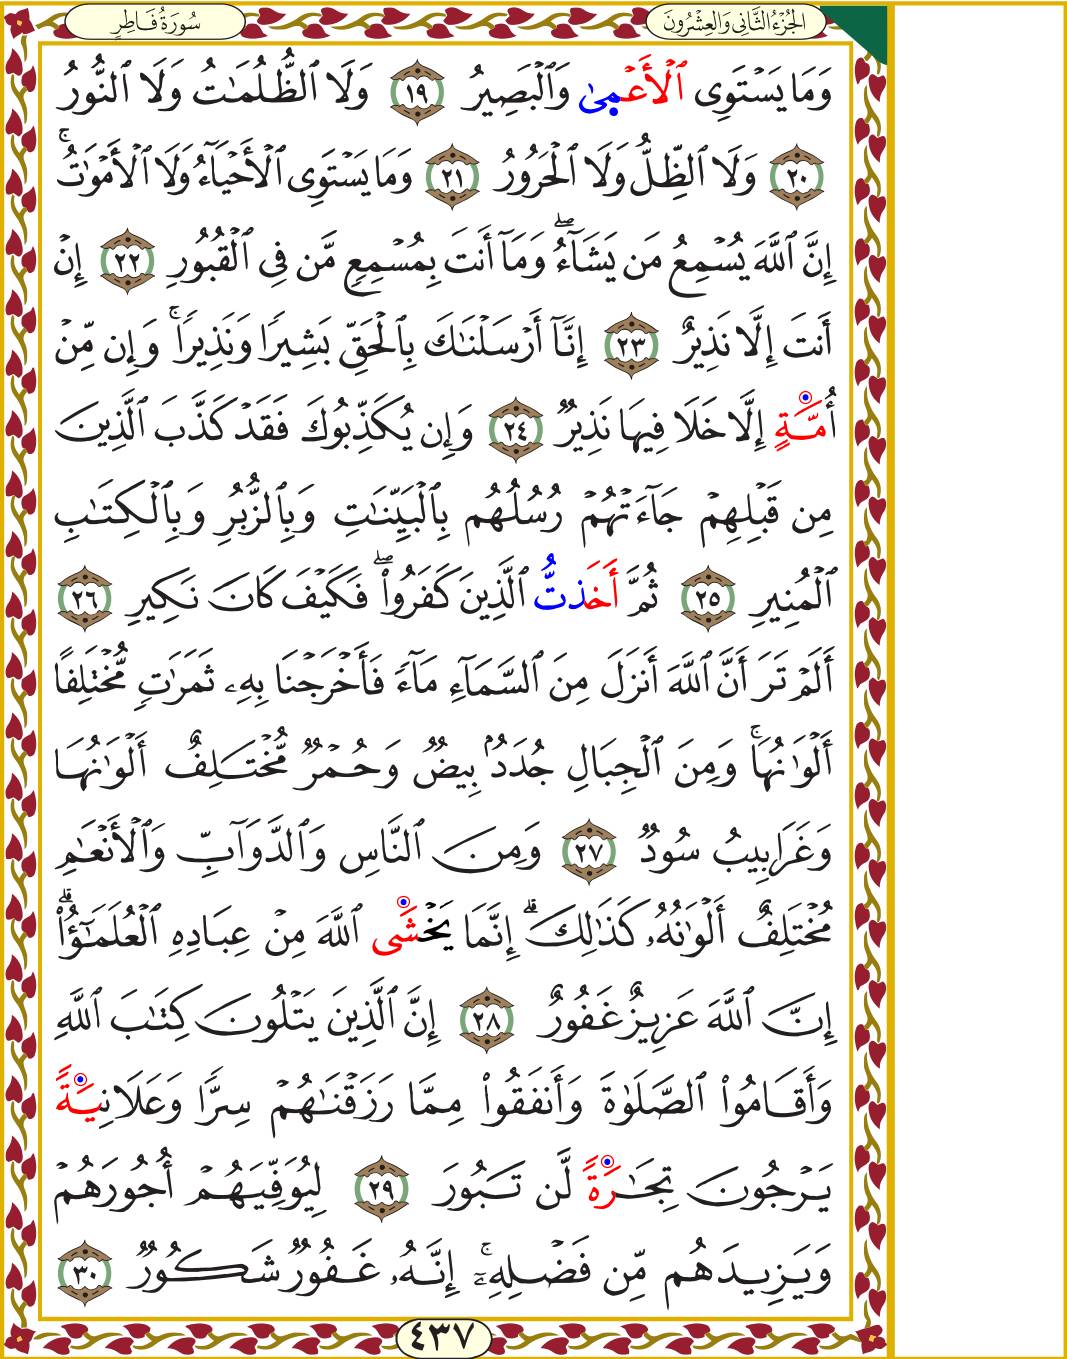 سُورَةُ فَاطِرٍ
الجُزْءُ الثَّانِي وَالعِشْرُونَ
وَمَا يَسْتَوِى ٱلْأَعْمٜىٰ وَٱلْبَصِيرُ ١٩ وَلَا ٱلظُّلُمَٰتُ وَلَا ٱلنُّورُ
٢٠ وَلَا ٱلظِّلُّ وَلَا ٱلْحَرُورُ ٢١ وَمَا يَسْتَوِى ٱلْأَحْيَآءُ وَلَا ٱلْأَمْوَٰتُ ۚ
إِنَّ ٱللَّهَ يُسْمِعُ مَن يَشَآءُ ۖ وَمَآ أَنتَ بِمُسْمِعٍ مَّن فِى ٱلْقُبُورِ ٢٢ إِنْ
أَنتَ إِلَّا نَذِيرٌ ٢٣ إِنَّآ أَرْسَلْنَٰكَ بِٱلْحَقِّ بَشِيرًا وَنَذِيرًا ۚ وَإِن مِّنْ
أُمَّةٍ إِلَّا خَلَا فِيهَا نَذِيرٌ ٢٤ وَإِن يُكَذِّبُوكَ فَقَدْ كَذَّبَ ٱلَّذِينَ
مِن قَبْلِهِمْ جَآءَتْهُمْ رُسُلُهُم بِٱلْبَيِّنَٰتِ وَبِٱلزُّبُرِ وَبِٱلْكِتَٰبِ
ٱلْمُنِيرِ ٢٥ ثُمَّ أَخَذتُّ ٱلَّذِينَ كَفَرُوا۟ ۖ فَكَيْفَ كَانَ نَكِيرِ ٢٦
أَلَمْ تَرَ أَنَّ ٱللَّهَ أَنزَلَ مِنَ ٱلسَّمَآءِ مَآءً فَأَخْرَجْنَا بِهِۦ ثَمَرَٰتٍ مُّخْتَلِفًا
أَلْوَٰنُهَا ۚ وَمِنَ ٱلْجِبَالِ جُدَدٌۢ بِيضٌ وَحُمْرٌ مُّخْتَلِفٌ أَلْوَٰنُهَا
وَغَرَابِيبُ سُودٌ ٢٧ وَمِنَ ٱلنَّاسِ وَٱلدَّوَآبِّ وَٱلْأَنْعَٰمِ
مُخْتَلِفٌ أَلْوَٰنُهُۥ كَذَٰلِكَ ۗ إِنَّمَا يَخْشَى ٱللَّهَ مِنْ عِبَادِهِ ٱلْعُلَمَٰٓؤُا۟ ۗ
إِنَّ ٱللَّهَ عَزِيزٌ غَفُورٌ ٢٨ إِنَّ ٱلَّذِينَ يَتْلُونَ كِتَٰبَ ٱللَّهِ
وَأَقَامُوا۟ ٱلصَّلَوٰةَ وَأَنفَقُوا۟ مِمَّا رَزَقْنَٰهُمْ سِرًّا وَعَلَانِيَةً
يَرْجُونَ تِجَٰرَةً لَّن تَبُورَ ٢٩ لِيُوَفِّيَهُمْ أُجُورَهُمْ
وَيَزِيدَهُم مِّن فَضْلِهِۦٓ ۚ إِنَّهُۥ غَفُورٌ شَكُورٌ ٣٠
٤٣٧